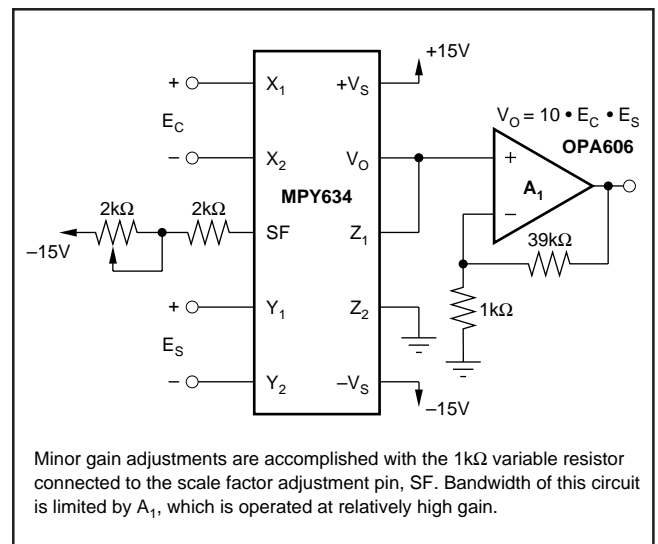 +15V
+ X₁ +Vₛ
E_C
V_O = 10 • E_C • E_S
OPA606
− X₂ V_O +
MPY634 A₁
2kΩ 2kΩ SF Z₁ −
−15V
39kΩ
+ Y₁ Z₂ 1kΩ
E_S
− Y₂ −Vₛ
−15V
Minor gain adjustments are accomplished with the 1kΩ variable resistor
connected to the scale factor adjustment pin, SF. Bandwidth of this circuit
is limited by A₁, which is operated at relatively high gain.